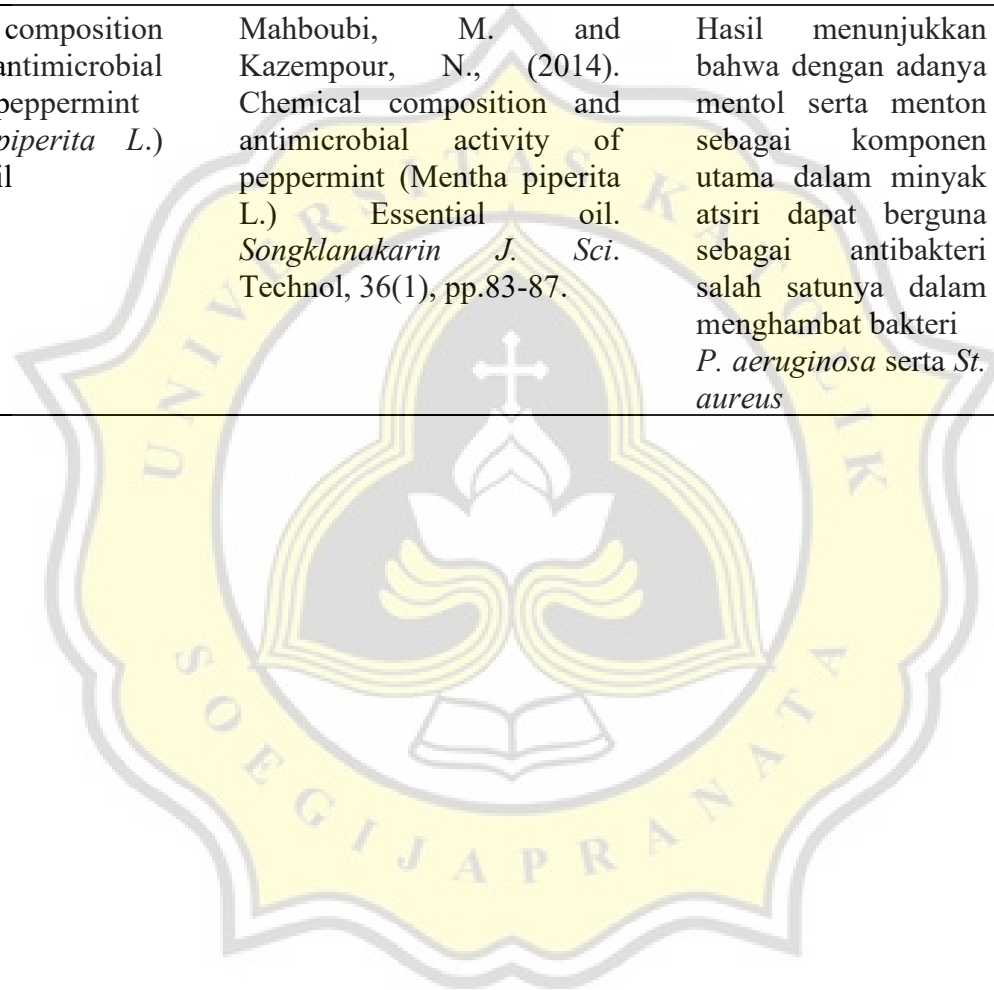 composition
antimicrobial
peppermint
piperita L.)
il
Mahboubi, M. and
Kazempour, N., (2014).
Chemical composition and
antimicrobial activity of
peppermint (Mentha piperita
L.) Essential oil.
Songklanakarin J. Sci.
Technol, 36(1), pp.83-87.
Hasil menunjukkan
bahwa dengan adanya
mentol serta menton
sebagai komponen
utama dalam minyak
atsiri dapat berguna
sebagai antibakteri
salah satunya dalam
menghambat bakteri
P. aeruginosa serta St.
aureus
UNIVERSITAS KATOLIK
SOEGIJAPRANATA